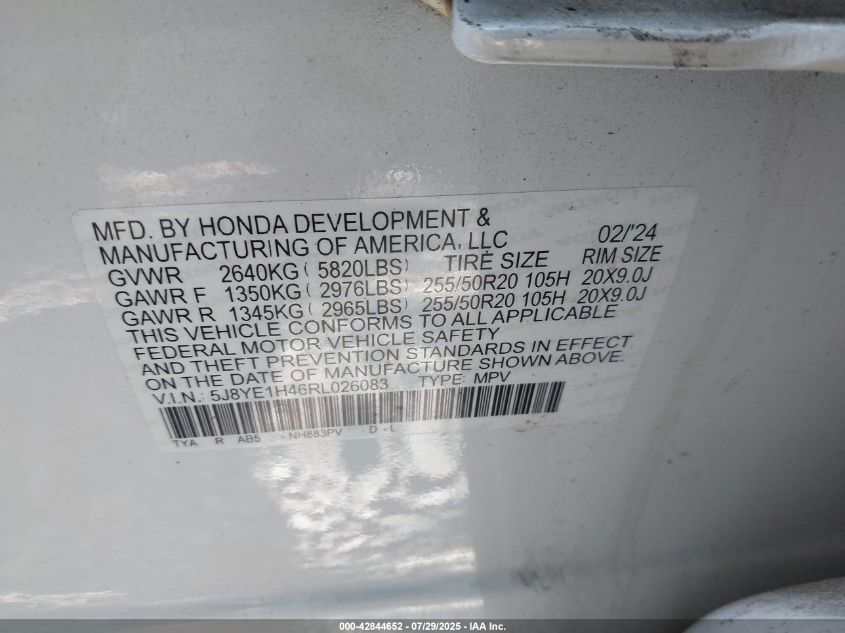 MFD. BY HONDA DEVELOPMENT &
MANUFACTURING OF AMERICA, LLC 02/'24
GVWR 2640KG ( 5820LBS) TIRE SIZE RIM SIZE
GAWR F 1350KG ( 2976LBS) 255/50R20 105H 20X9.0J
GAWR R 1345KG ( 2965LBS) 255/50R20 105H 20X9.0J
THIS VEHICLE CONFORMS TO ALL APPLICABLE
FEDERAL MOTOR VEHICLE SAFETY
AND THEFT PREVENTION STANDARDS IN EFFECT
ON THE DATE OF MANUFACTURE SHOWN ABOVE.
V.I.N.: 5J8YE1H46RL026083 TYPE: MPV
TYA R AB5 - NH883PV D - L
000-42844652 | 07/29/2025 - IAA Inc.